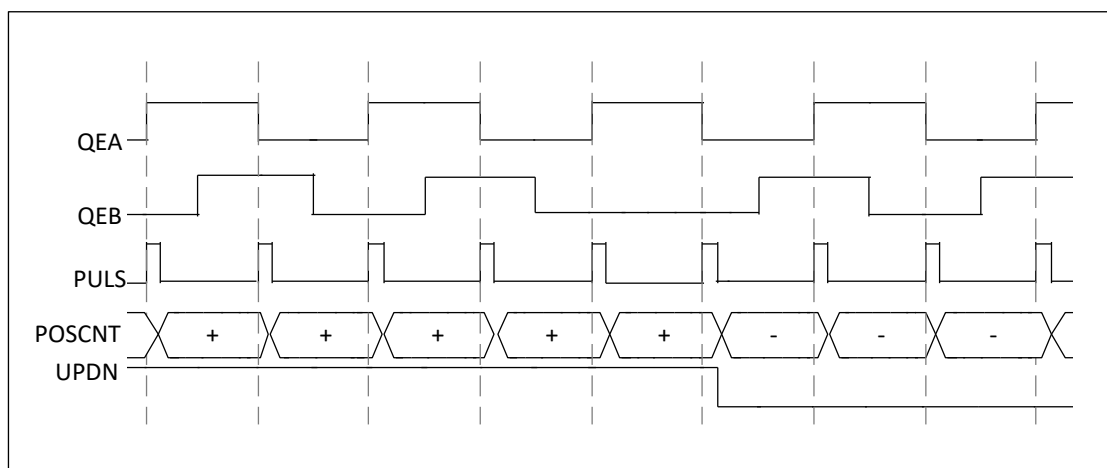 QEA
QEB
PULS
POSCNT + + + + + - - -
UPDN